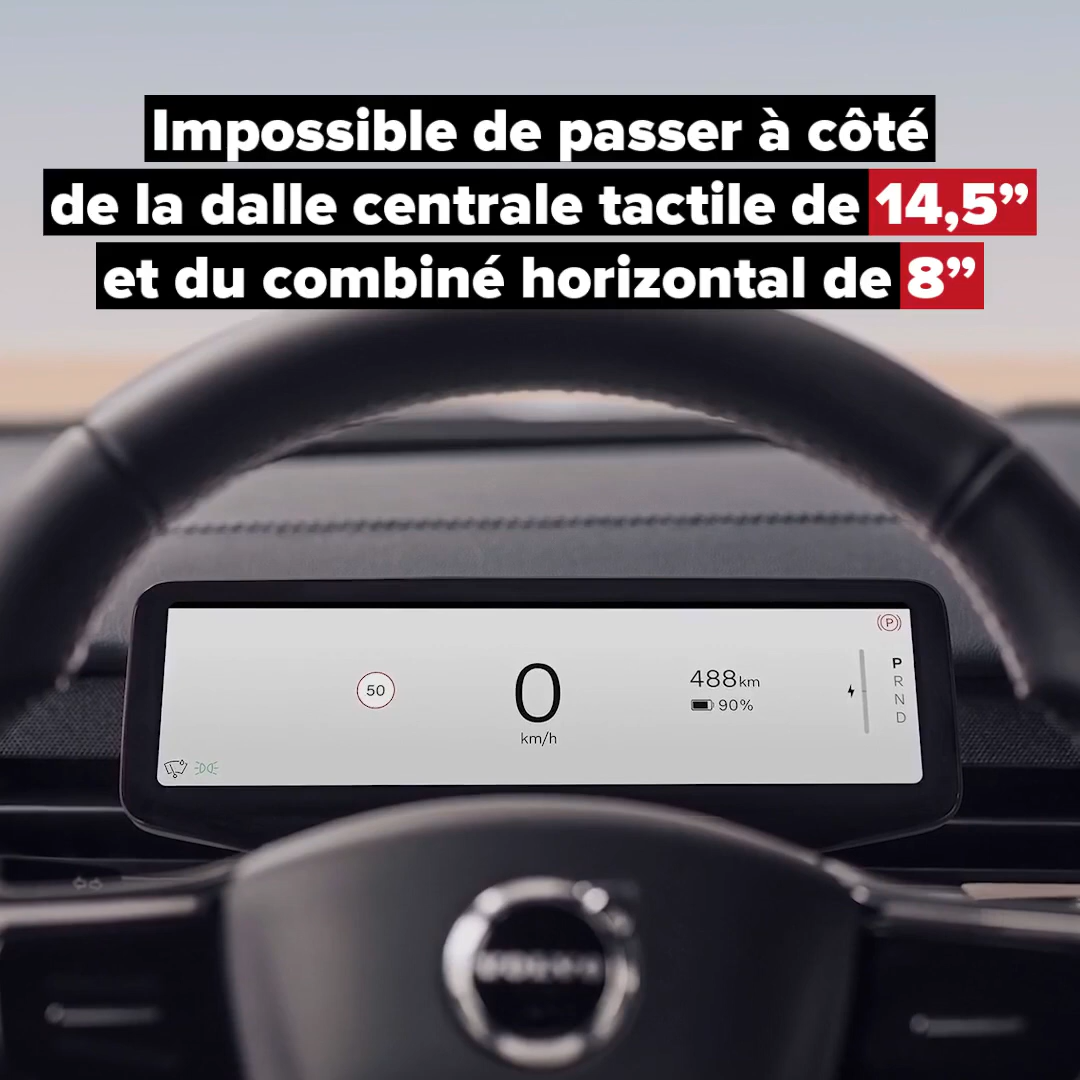 Impossible de passer à côté
de la dalle centrale tactile de 14,5”
et du combiné horizontal de 8”
P
50
0
km/h
488km
90%
P
R
N
D
VOLVO